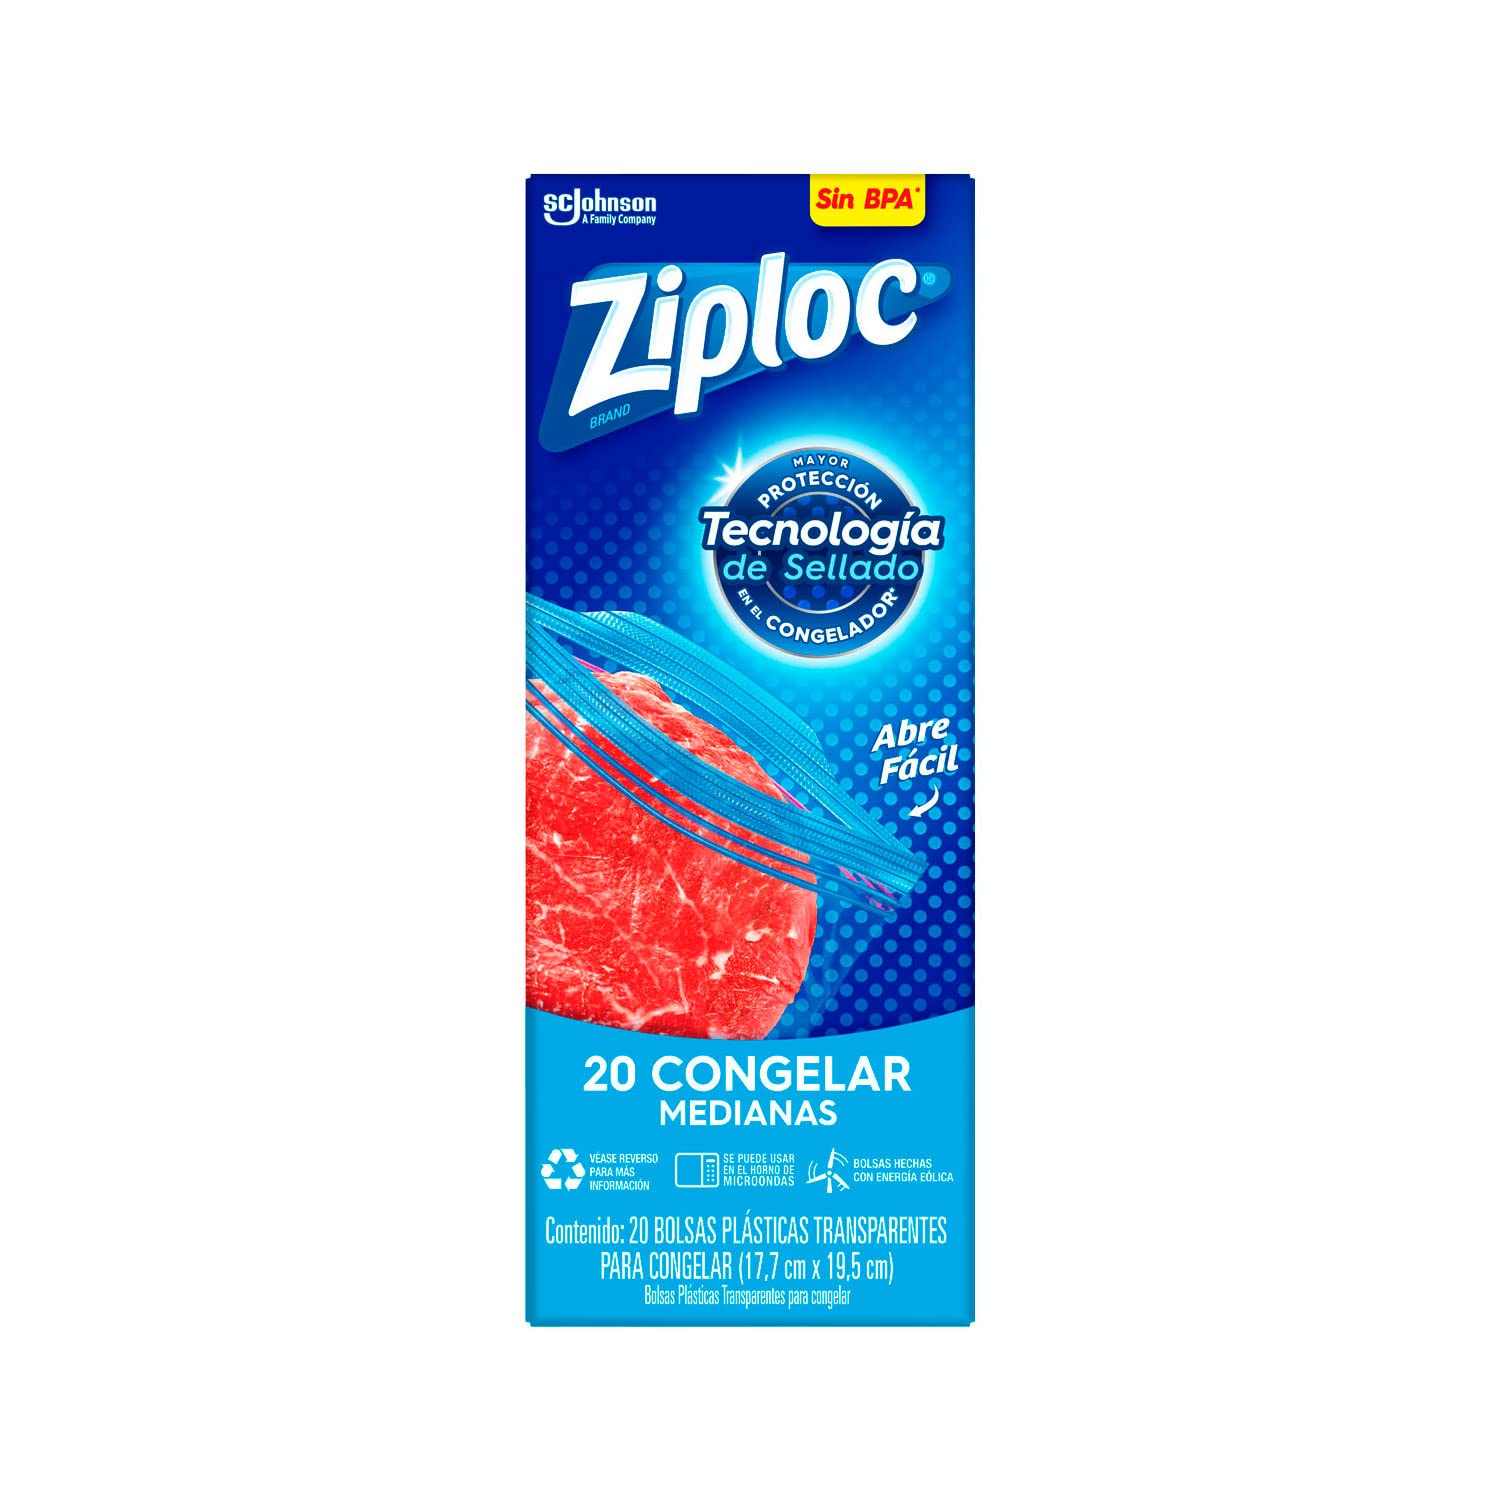 SCJohnson
A Family Company
Sin BPA*
Ziploc®
BRAND
MAYOR
PROTECCIÓN
Tecnología
de Sellado
EN EL
CONGELADOR*
Abre
Fácil
20 CONGELAR
MEDIANAS
VÉASE REVERSO
PARA MÁS
INFORMACIÓN
SE PUEDE USAR
EN EL HORNO DE
MICROONDAS
BOLSAS HECHAS
CON ENERGÍA EÓLICA
Contenido: 20 BOLSAS PLÁSTICAS TRANSPARENTES
PARA CONGELAR (17,7 cm x 19,5 cm)
Bolsas Plásticas Transparentes para congelar